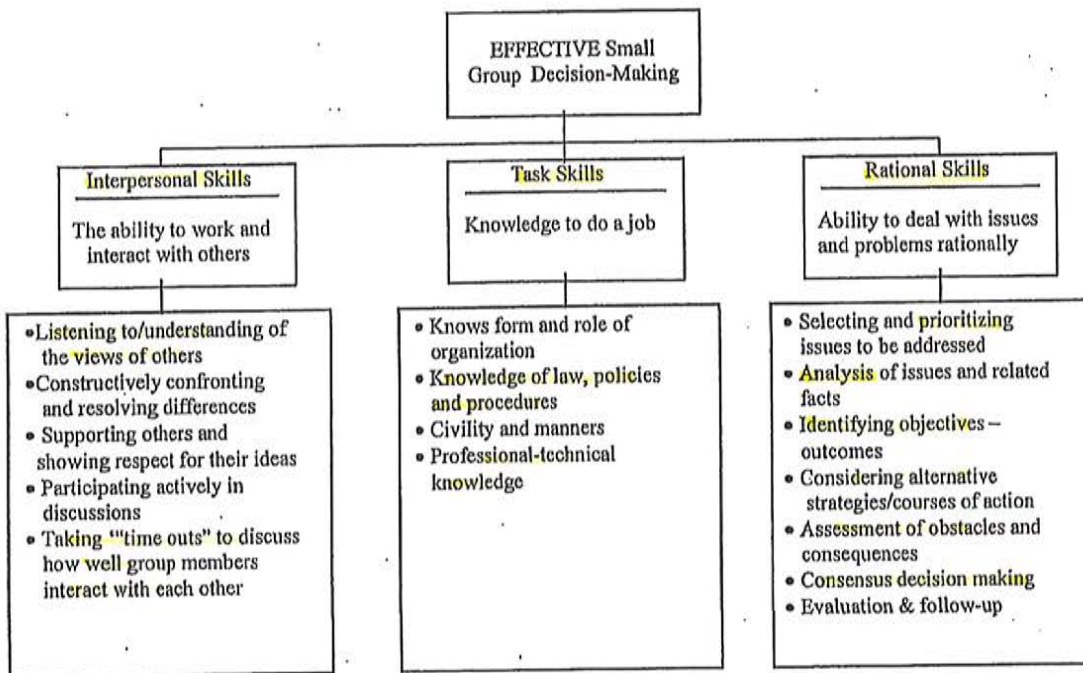 EFFECTIVE Small
Group Decision-Making
Interpersonal Skills
The ability to work and
interact with others
•Listening to/understanding of
the views of others
•Constructively confronting
and resolving differences
• Supporting others and
showing respect for their ideas
• Participating actively in
discussions
• Taking "'time outs" to discuss
how well group members
interact with each other
Task Skills
Knowledge to do a job
• Knows form and role of
organization
• Knowledge of law, policies
and procedures
• Civility and manners
• Professional-technical
knowledge
Rational Skills
Ability to deal with issues
and problems rationally
• Selecting and prioritizing
issues to be addressed
• Analysis of issues and related
facts
• Identifying objectives –
outcomes
• Considering alternative
strategies/courses of action
• Assessment of obstacles and
consequences
• Consensus decision making
• Evaluation & follow-up